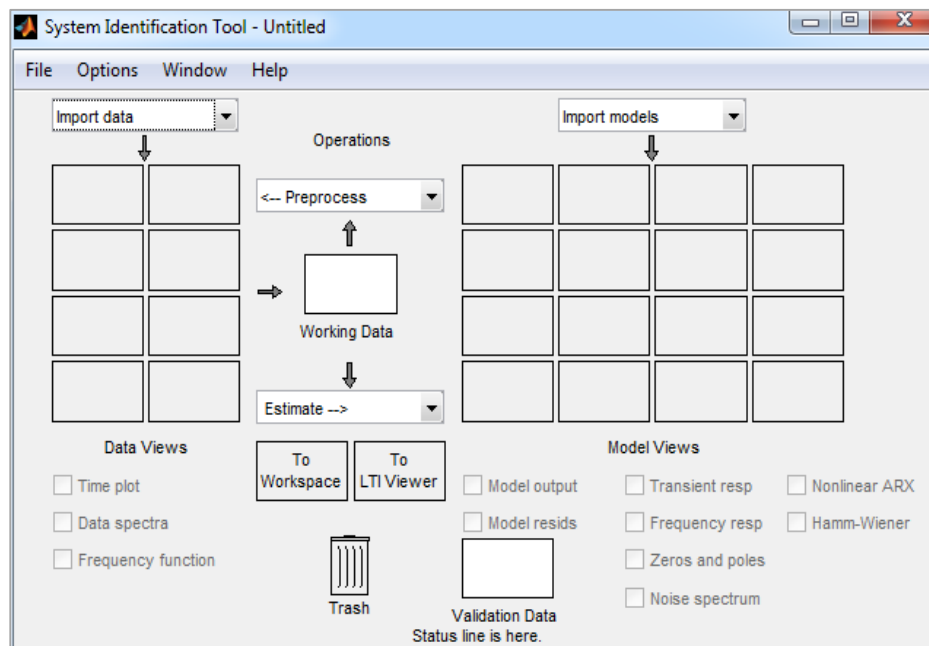 System Identification Tool - Untitled
File Options Window Help
Import data
Import models
Operations
<-- Preprocess
Working Data
Estimate -->
Data Views
Model Views
To
Workspace
To
LTI Viewer
Time plot
Data spectra
Frequency function
Model output
Model resids
Transient resp
Frequency resp
Zeros and poles
Noise spectrum
Nonlinear ARX
Hamm-Wiener
Trash
Validation Data
Status line is here.